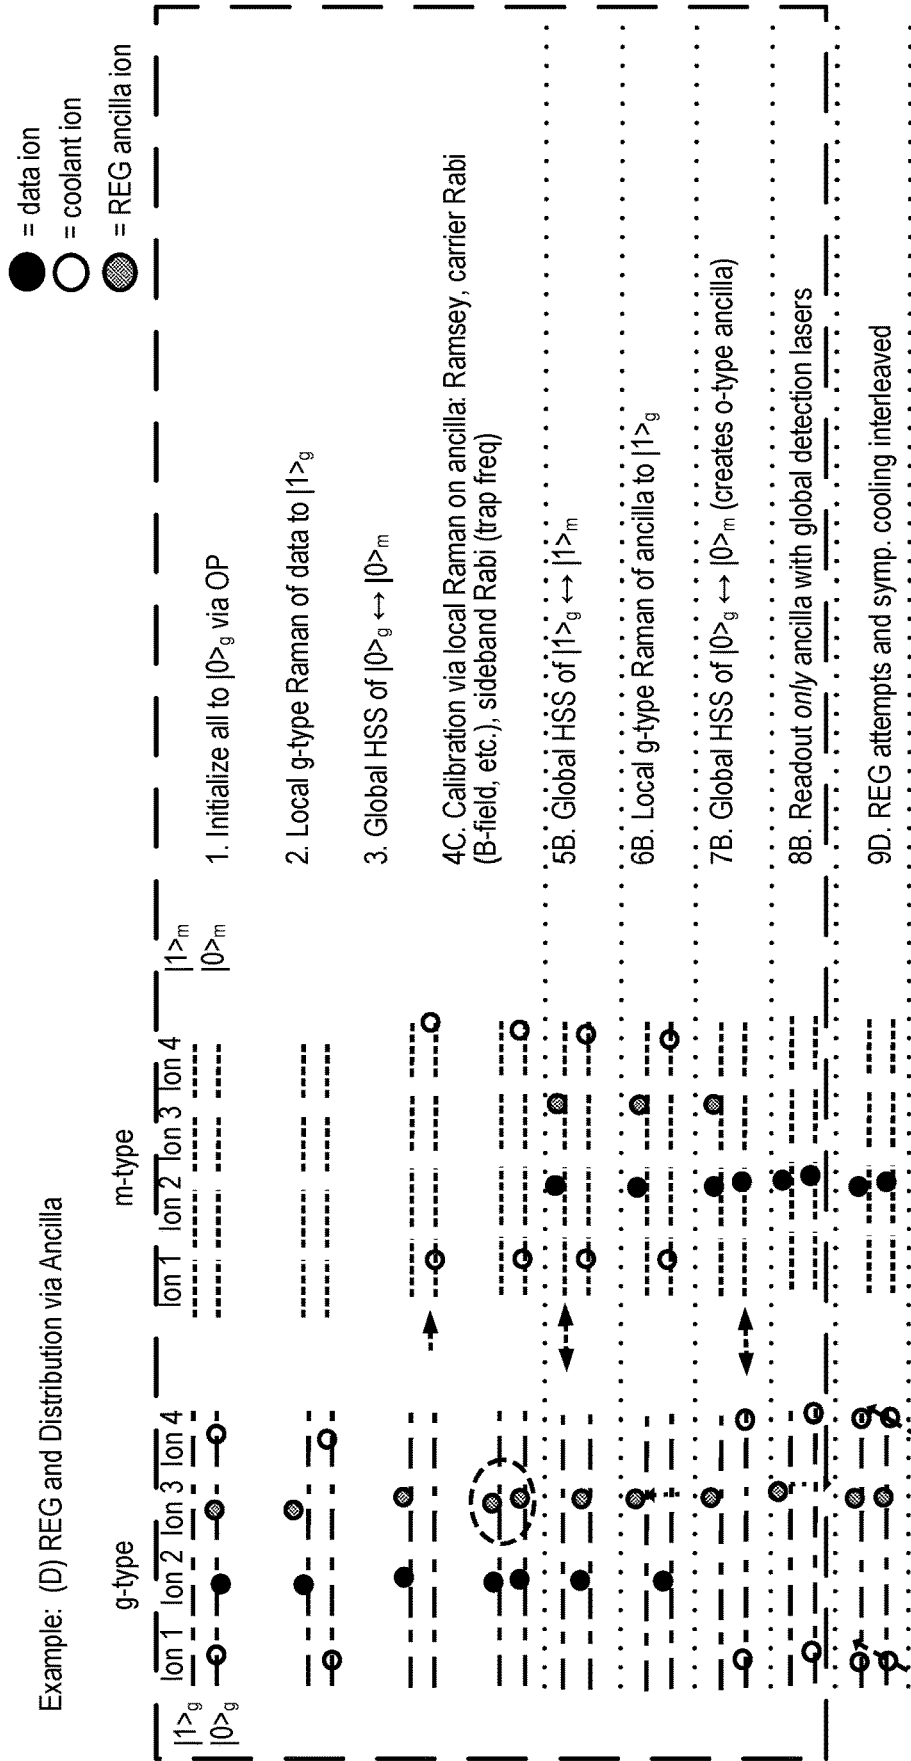 Example: (D) REG and Distribution via Ancilla
= data ion
= coolant ion
= REG ancilla ion
g-type
m-type
|1>g
|0>g
Ion 1 Ion 2 Ion 3 Ion 4
Ion 1 Ion 2 Ion 3 Ion 4
|1>m
|0>m
1. Initialize all to |0>g via OP
2. Local g-type Raman of data to |1>g
3. Global HSS of |0>g ↔ |0>m
4C. Calibration via local Raman on ancilla: Ramsey, carrier Rabi
(B-field, etc.), sideband Rabi (trap freq)
5B. Global HSS of |1>g ↔ |1>m
6B. Local g-type Raman of ancilla to |1>g
7B. Global HSS of |0>g ↔ |0>m (creates o-type ancilla)
8B. Readout only ancilla with global detection lasers
9D. REG attempts and symp. cooling interleaved